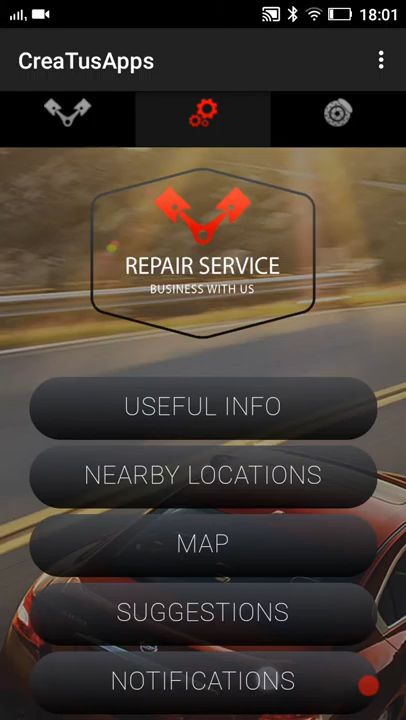 18:01
CreaTusApps
REPAIR SERVICE
BUSINESS WITH US
USEFUL INFO
NEARBY LOCATIONS
MAP
SUGGESTIONS
NOTIFICATIONS